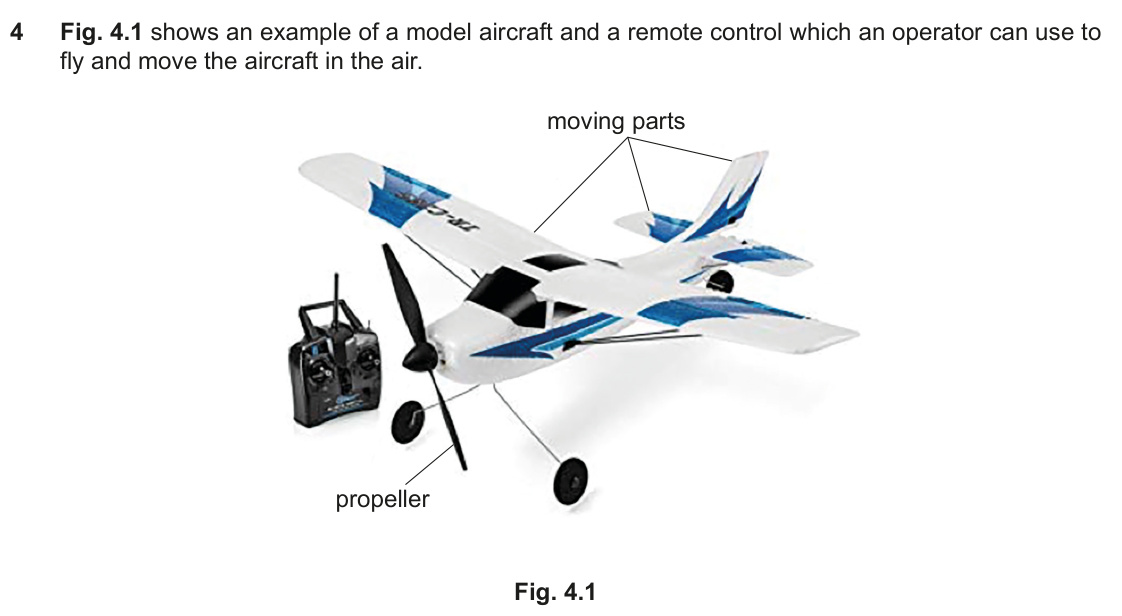 4 Fig. 4.1 shows an example of a model aircraft and a remote control which an operator can use to
fly and move the aircraft in the air.
moving parts
propeller
Fig. 4.1